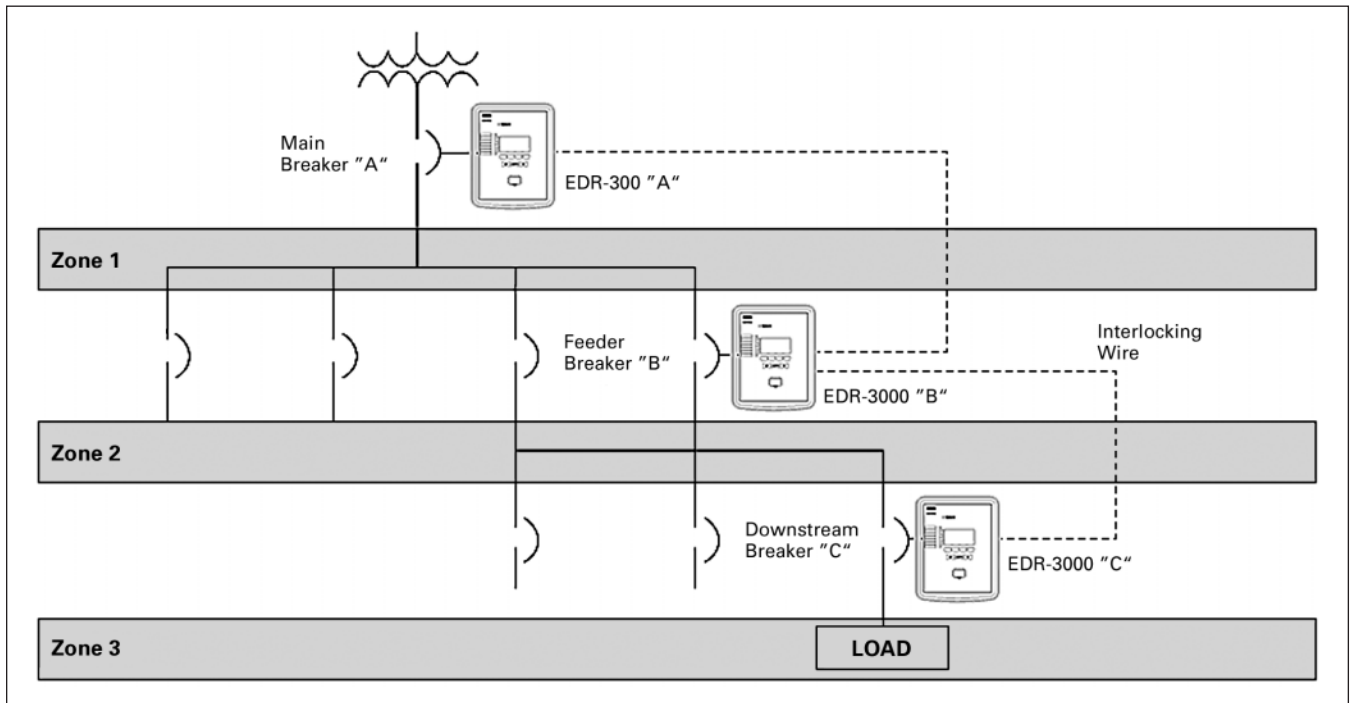 Main
Breaker "A“
EDR-300 "A“
Zone 1
Feeder
Breaker "B“
Interlocking
Wire
EDR-3000 "B“
Zone 2
Downstream
Breaker "C“
EDR-3000 "C“
Zone 3
LOAD